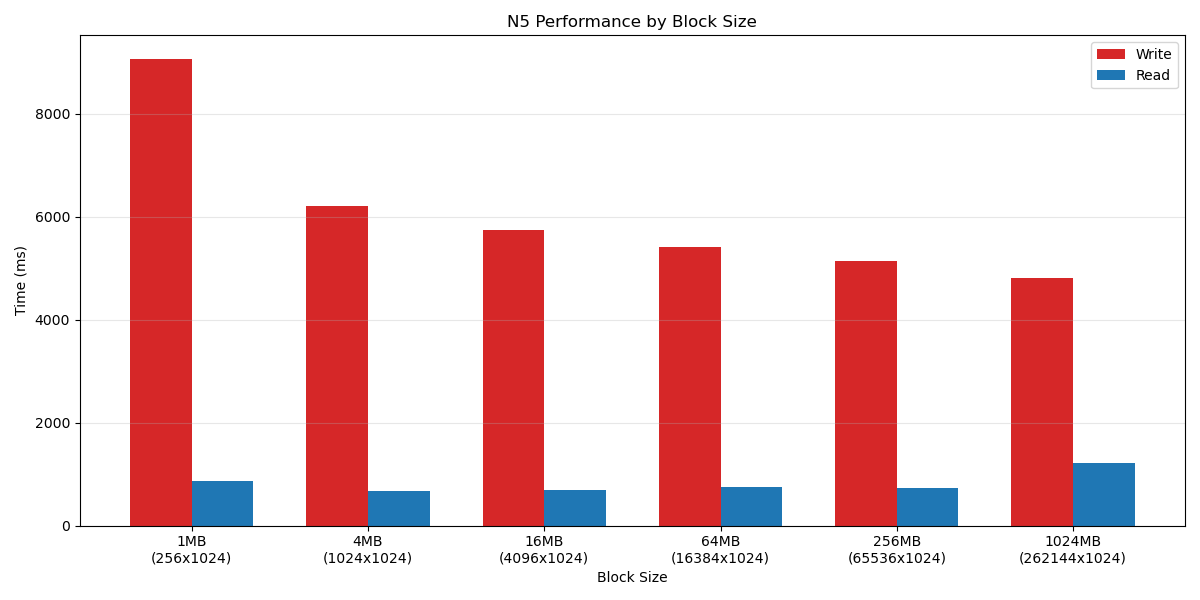 N5 Performance by Block Size
Write
Read
Time (ms)
8000
6000
4000
2000
0
1MB
(256x1024)
4MB
(1024x1024)
16MB
(4096x1024)
64MB
(16384x1024)
256MB
(65536x1024)
1024MB
(262144x1024)
Block Size